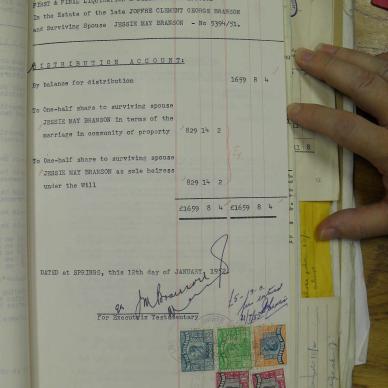 FIRST & FINAL
In the Estate of the late JOFFRE CLEMENT GEORGE BRANSON
and Surviving Spouse JESSIE MAY BRANSON - No 5394/51.
DISTRIBUTION ACCOUNT:
By balance for distribution 1659 8 4
To One-half share to surviving spouse
JESSIE MAY BRANSON in terms of the
marriage in community of property 829 14 2
To One-half share to surviving spouse
JESSIE MAY BRANSON as sole heiress
under the Will 829 14 2
£1659 8 4 £1659 8 4
DATED at SPRINGS, this 12th day of JANUARY, 1952.
J M Branson
for Executrix Testamentary